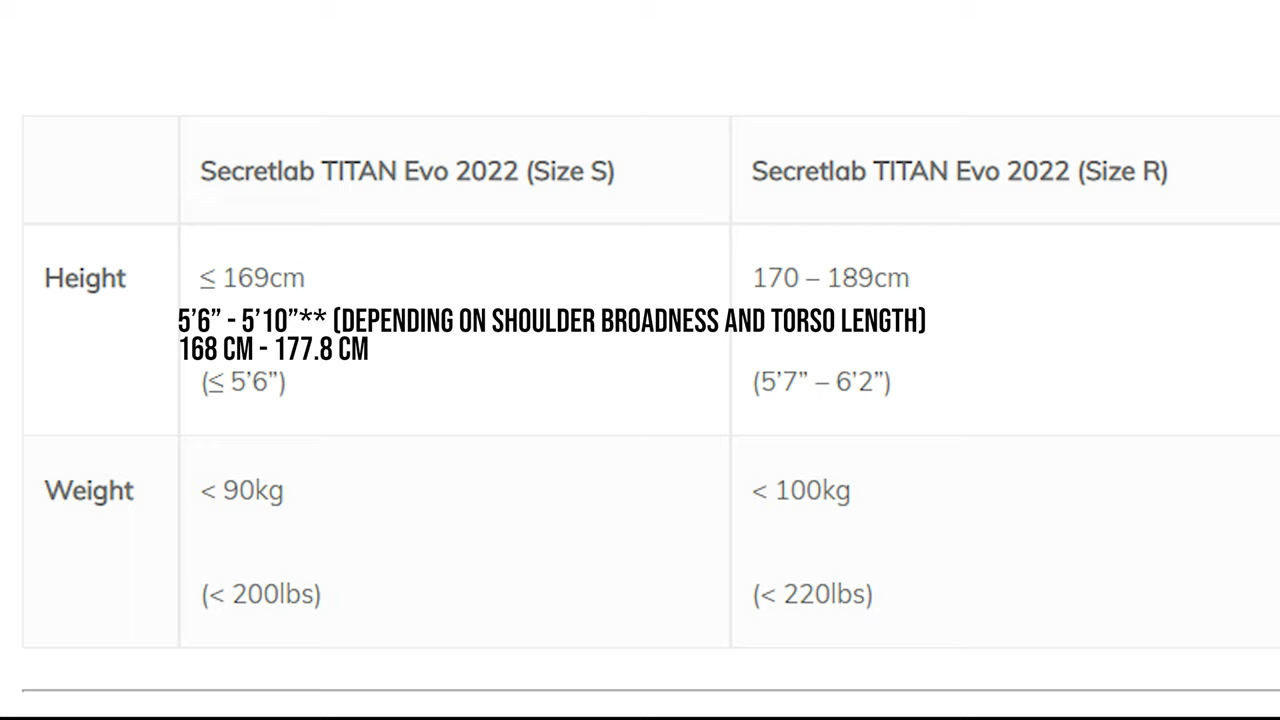 Secretlab TITAN Evo 2022 (Size S) Secretlab TITAN Evo 2022 (Size R)
Height ≤ 169cm 170 – 189cm
5’6” - 5’10”** (DEPENDING ON SHOULDER BROADNESS AND TORSO LENGTH)
168 CM - 177.8 CM
(≤ 5’6”) (5’7” – 6’2”)
Weight < 90kg < 100kg
(< 200lbs) (< 220lbs)